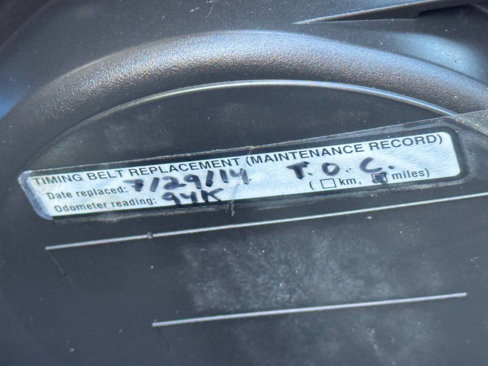 TIMING BELT REPLACEMENT (MAINTENANCE RECORD)
Date replaced: 7/29/14 T.O.C.
Odometer reading: 94K (km, miles)